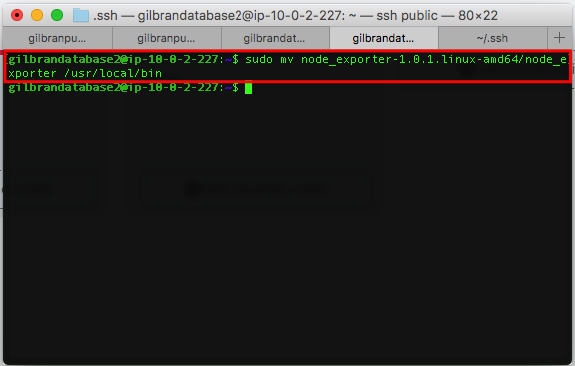 .ssh — gilbrandatabase2@ip-10-0-2-227: ~ — ssh public — 80×22
gilbranpu... gilbranpu... gilbrandat... gilbrandat... ~/.ssh +
gilbrandatabase2@ip-10-0-2-227:~$ sudo mv node_exporter-1.0.1.linux-amd64/node_e
xporter /usr/local/bin
gilbrandatabase2@ip-10-0-2-227:~$